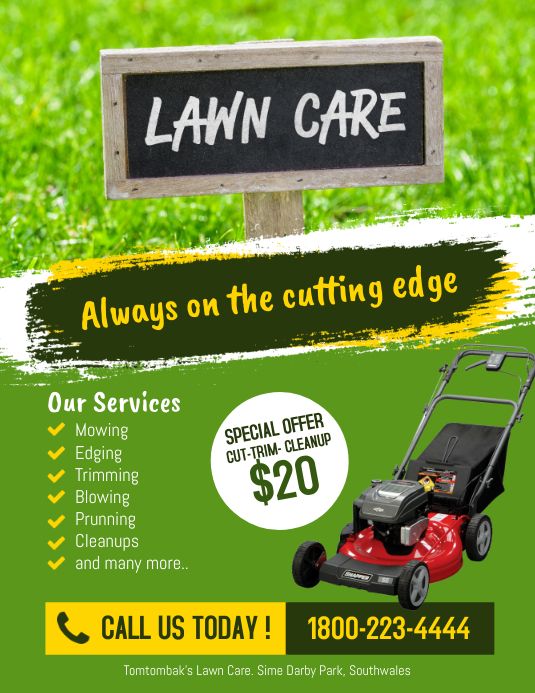 LAWN CARE
Always on the cutting edge
Our Services
Mowing
Edging
Trimming
Blowing
Prunning
Cleanups
and many more..
SPECIAL OFFER
CUT-TRIM- CLEANUP
$20
SNAPPER
CALL US TODAY !
1800-223-4444
Tomtombak's Lawn Care. Sime Darby Park, Southwales